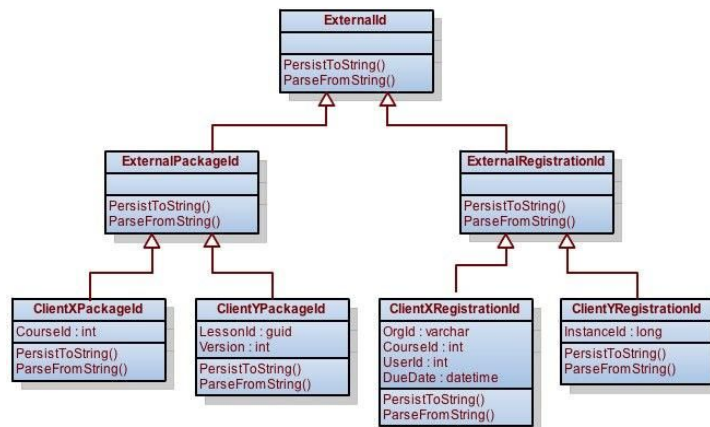 ExternalId
PersistToString()
ParseFromString()
ExternalPackageId
PersistToString()
ParseFromString()
ExternalRegistrationId
PersistToString()
ParseFromString()
ClientXPackageId
CourseId : int
PersistToString()
ParseFromString()
ClientYPackageId
LessonId : guid
Version : int
PersistToString()
ParseFromString()
ClientXRegistrationId
OrgId : varchar
CourseId : int
UserId : int
DueDate : datetime
PersistToString()
ParseFromString()
ClientYRegistrationId
InstanceId : long
PersistToString()
ParseFromString()